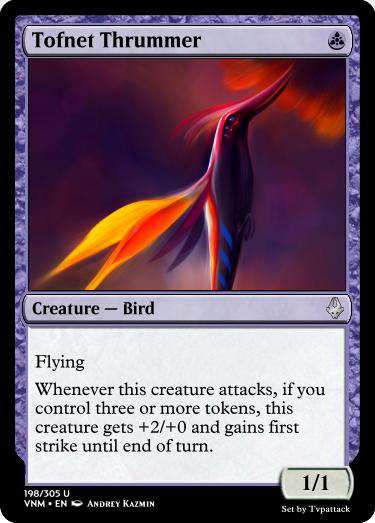 Tofnet Thrummer
Creature — Bird
Flying
Whenever this creature attacks, if you
control three or more tokens, this
creature gets +2/+0 and gains first
strike until end of turn.
1/1
198/305 U
VNM • EN Andrey Kazmin
Set by Tvpattack